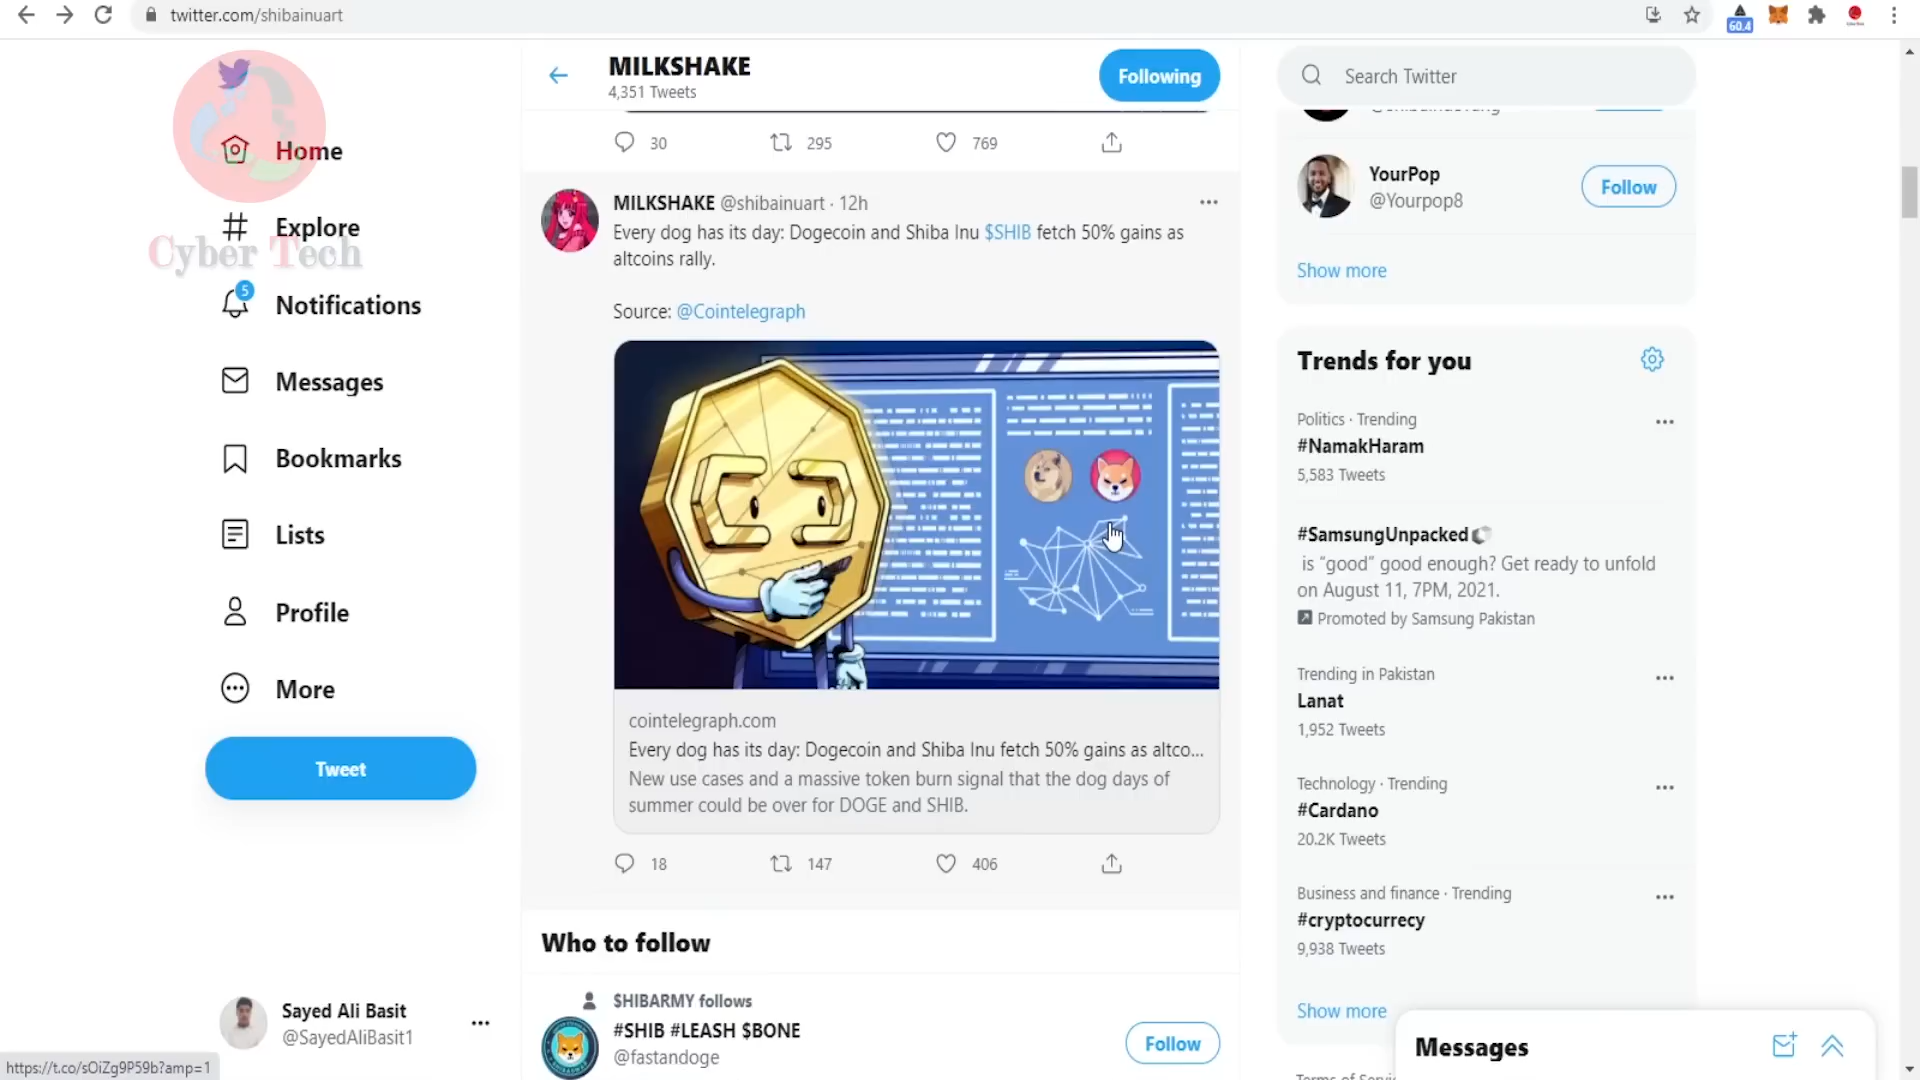 twitter.com/shibainuart
60.4
Home
Explore
Cyber Tech
5
Notifications
Messages
Bookmarks
Lists
Profile
More
Tweet
Sayed Ali Basit
@SayedAliBasit1
https://t.co/sOiZg9P59b?amp=1
MILKSHAKE
4,351 Tweets
Following
30 295 769
MILKSHAKE @shibainuart · 12h
Every dog has its day: Dogecoin and Shiba Inu $SHIB fetch 50% gains as
altcoins rally.
Source: @Cointelegraph
cointelegraph.com
Every dog has its day: Dogecoin and Shiba Inu fetch 50% gains as altco...
New use cases and a massive token burn signal that the dog days of
summer could be over for DOGE and SHIB.
18 147 406
Who to follow
$HIBARMY follows
#SHIB #LEASH $BONE
@fastandoge
Follow
Search Twitter
YourPop
@Yourpop8
Follow
Show more
Trends for you
Politics · Trending
#NamakHaram
5,583 Tweets
#SamsungUnpacked
is “good” good enough? Get ready to unfold
on August 11, 7PM, 2021.
Promoted by Samsung Pakistan
Trending in Pakistan
Lanat
1,952 Tweets
Technology · Trending
#Cardano
20.2K Tweets
Business and finance · Trending
#cryptocurrecy
9,938 Tweets
Show more
Messages